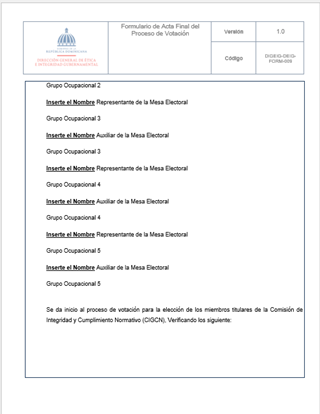 REPÚBLICA DOMINICANA
DIRECCIÓN GENERAL DE ÉTICA
E INTEGRIDAD GUBERNAMENTAL
Formulario de Acta Final del
Proceso de Votación
Versión
1.0
Código
FORM-009
Grupo Ocupacional 2
Inserte el Nombre Representante de la Mesa Electoral
Grupo Ocupacional 3
Inserte el Nombre Auxiliar de la Mesa Electoral
Grupo Ocupacional 3
Inserte el Nombre Representante de la Mesa Electoral
Grupo Ocupacional 4
Inserte el Nombre Auxiliar de la Mesa Electoral
Grupo Ocupacional 4
Inserte el Nombre Representante de la Mesa Electoral
Grupo Ocupacional 5
Inserte el Nombre Auxiliar de la Mesa Electoral
Grupo Ocupacional 5
Se da inicio al proceso de votación para la elección de los miembros titulares de la Comisión de
Integridad y Cumplimiento Normativo (CIGCN), Verificando los siguiente: